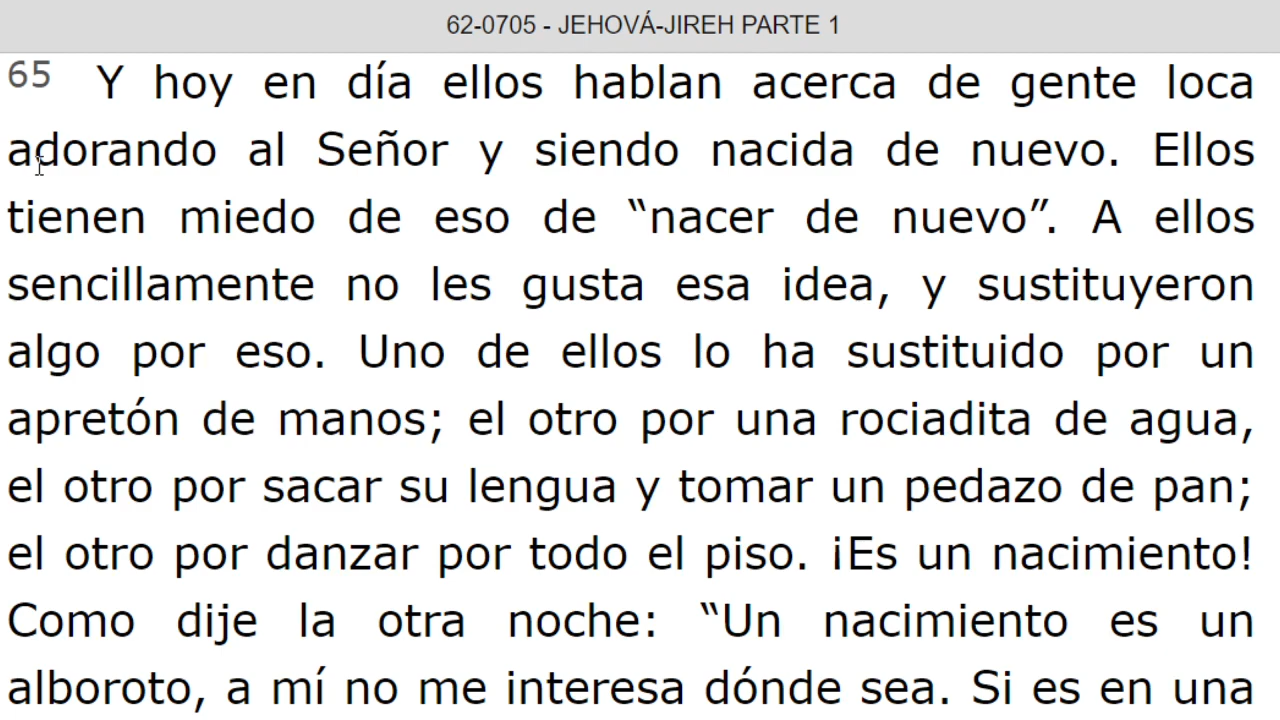 62-0705 - JEHOVÁ-JIREH PARTE 1
65 Y hoy en día ellos hablan acerca de gente loca
adorando al Señor y siendo nacida de nuevo. Ellos
tienen miedo de eso de “nacer de nuevo”. A ellos
sencillamente no les gusta esa idea, y sustituyeron
algo por eso. Uno de ellos lo ha sustituido por un
apretón de manos; el otro por una rociadita de agua,
el otro por sacar su lengua y tomar un pedazo de pan;
el otro por danzar por todo el piso. ¡Es un nacimiento!
Como dije la otra noche: “Un nacimiento es un
alboroto, a mí no me interesa dónde sea. Si es en una